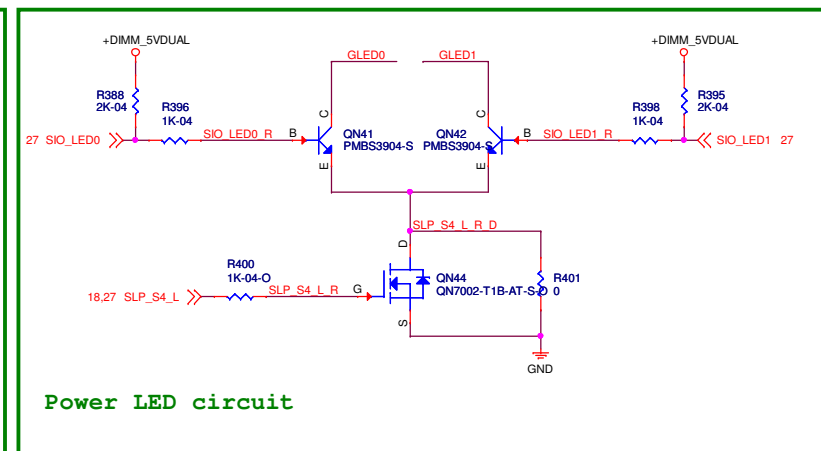 +DIMM_5VDUAL
+DIMM_5VDUAL
GLED0
GLED1
R388
2K-04
R396
1K-04
R395
2K-04
R398
1K-04
C
C
27 SIO_LED0
SIO_LED0_R
B
QN41
PMBS3904-S
QN42
PMBS3904-S
B
SIO_LED1_R
SIO_LED1 27
E
E
SLP_S4_L_R_D
D
R400
1K-04-O
18,27 SLP_S4_L
SLP_S4_L_R
G
QN44
QN7002-T1B-AT-S-O
R401
0
S
GND
Power LED circuit